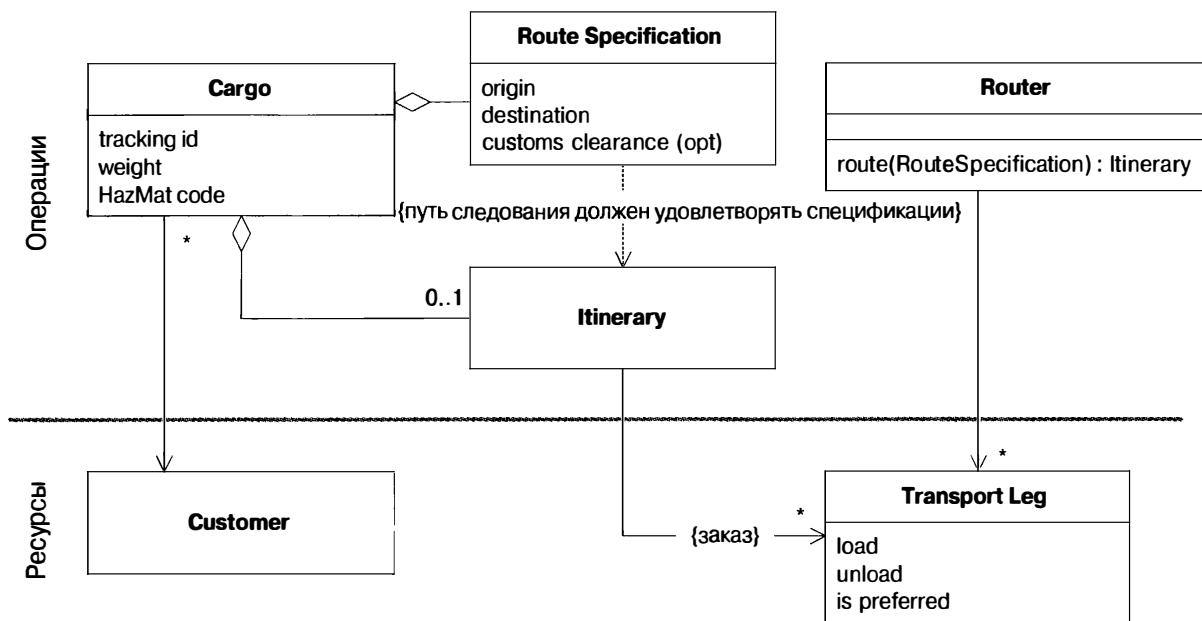 Операции
Cargo
tracking id
weight
HazMat code
Route Specification
origin
destination
customs clearance (opt)
Router
route(RouteSpecification) : Itinerary
{путь следования должен удовлетворять спецификации}
*
0..1
Itinerary
Ресурсы
Customer
{заказ}
*
*
Transport Leg
load
unload
is preferred